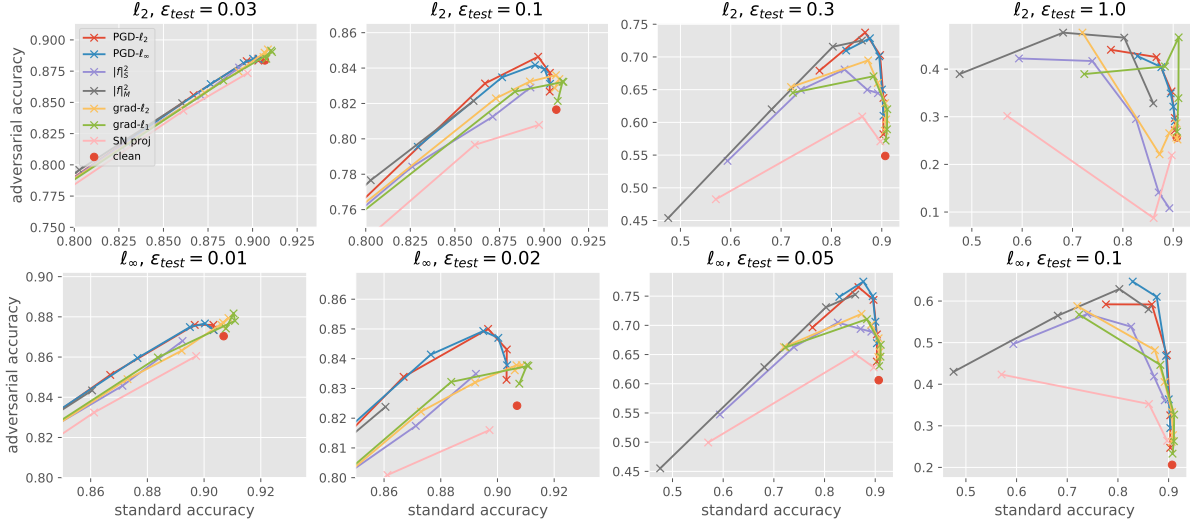 ℓ₂, ε_test = 0.03
ℓ₂, ε_test = 0.1
ℓ₂, ε_test = 0.3
ℓ₂, ε_test = 1.0
adversarial accuracy
0.900
0.875
0.850
0.825
0.800
0.775
0.750
0.800 0.825 0.850 0.875 0.900 0.925
PGD-ℓ₂
PGD-ℓ∞
|f|²_S
|f|²_M
grad-ℓ₂
grad-ℓ₁
SN proj
clean
0.86
0.84
0.82
0.80
0.78
0.76
0.800 0.825 0.850 0.875 0.900 0.925
0.75
0.70
0.65
0.60
0.55
0.50
0.45
0.5 0.6 0.7 0.8 0.9
0.4
0.3
0.2
0.1
0.5 0.6 0.7 0.8 0.9
ℓ∞, ε_test = 0.01
ℓ∞, ε_test = 0.02
ℓ∞, ε_test = 0.05
ℓ∞, ε_test = 0.1
adversarial accuracy
0.90
0.88
0.86
0.84
0.82
0.80
0.86 0.88 0.90 0.92
standard accuracy
0.86
0.85
0.84
0.83
0.82
0.81
0.80
0.86 0.88 0.90 0.92
standard accuracy
0.75
0.70
0.65
0.60
0.55
0.50
0.45
0.5 0.6 0.7 0.8 0.9
standard accuracy
0.6
0.5
0.4
0.3
0.2
0.5 0.6 0.7 0.8 0.9
standard accuracy